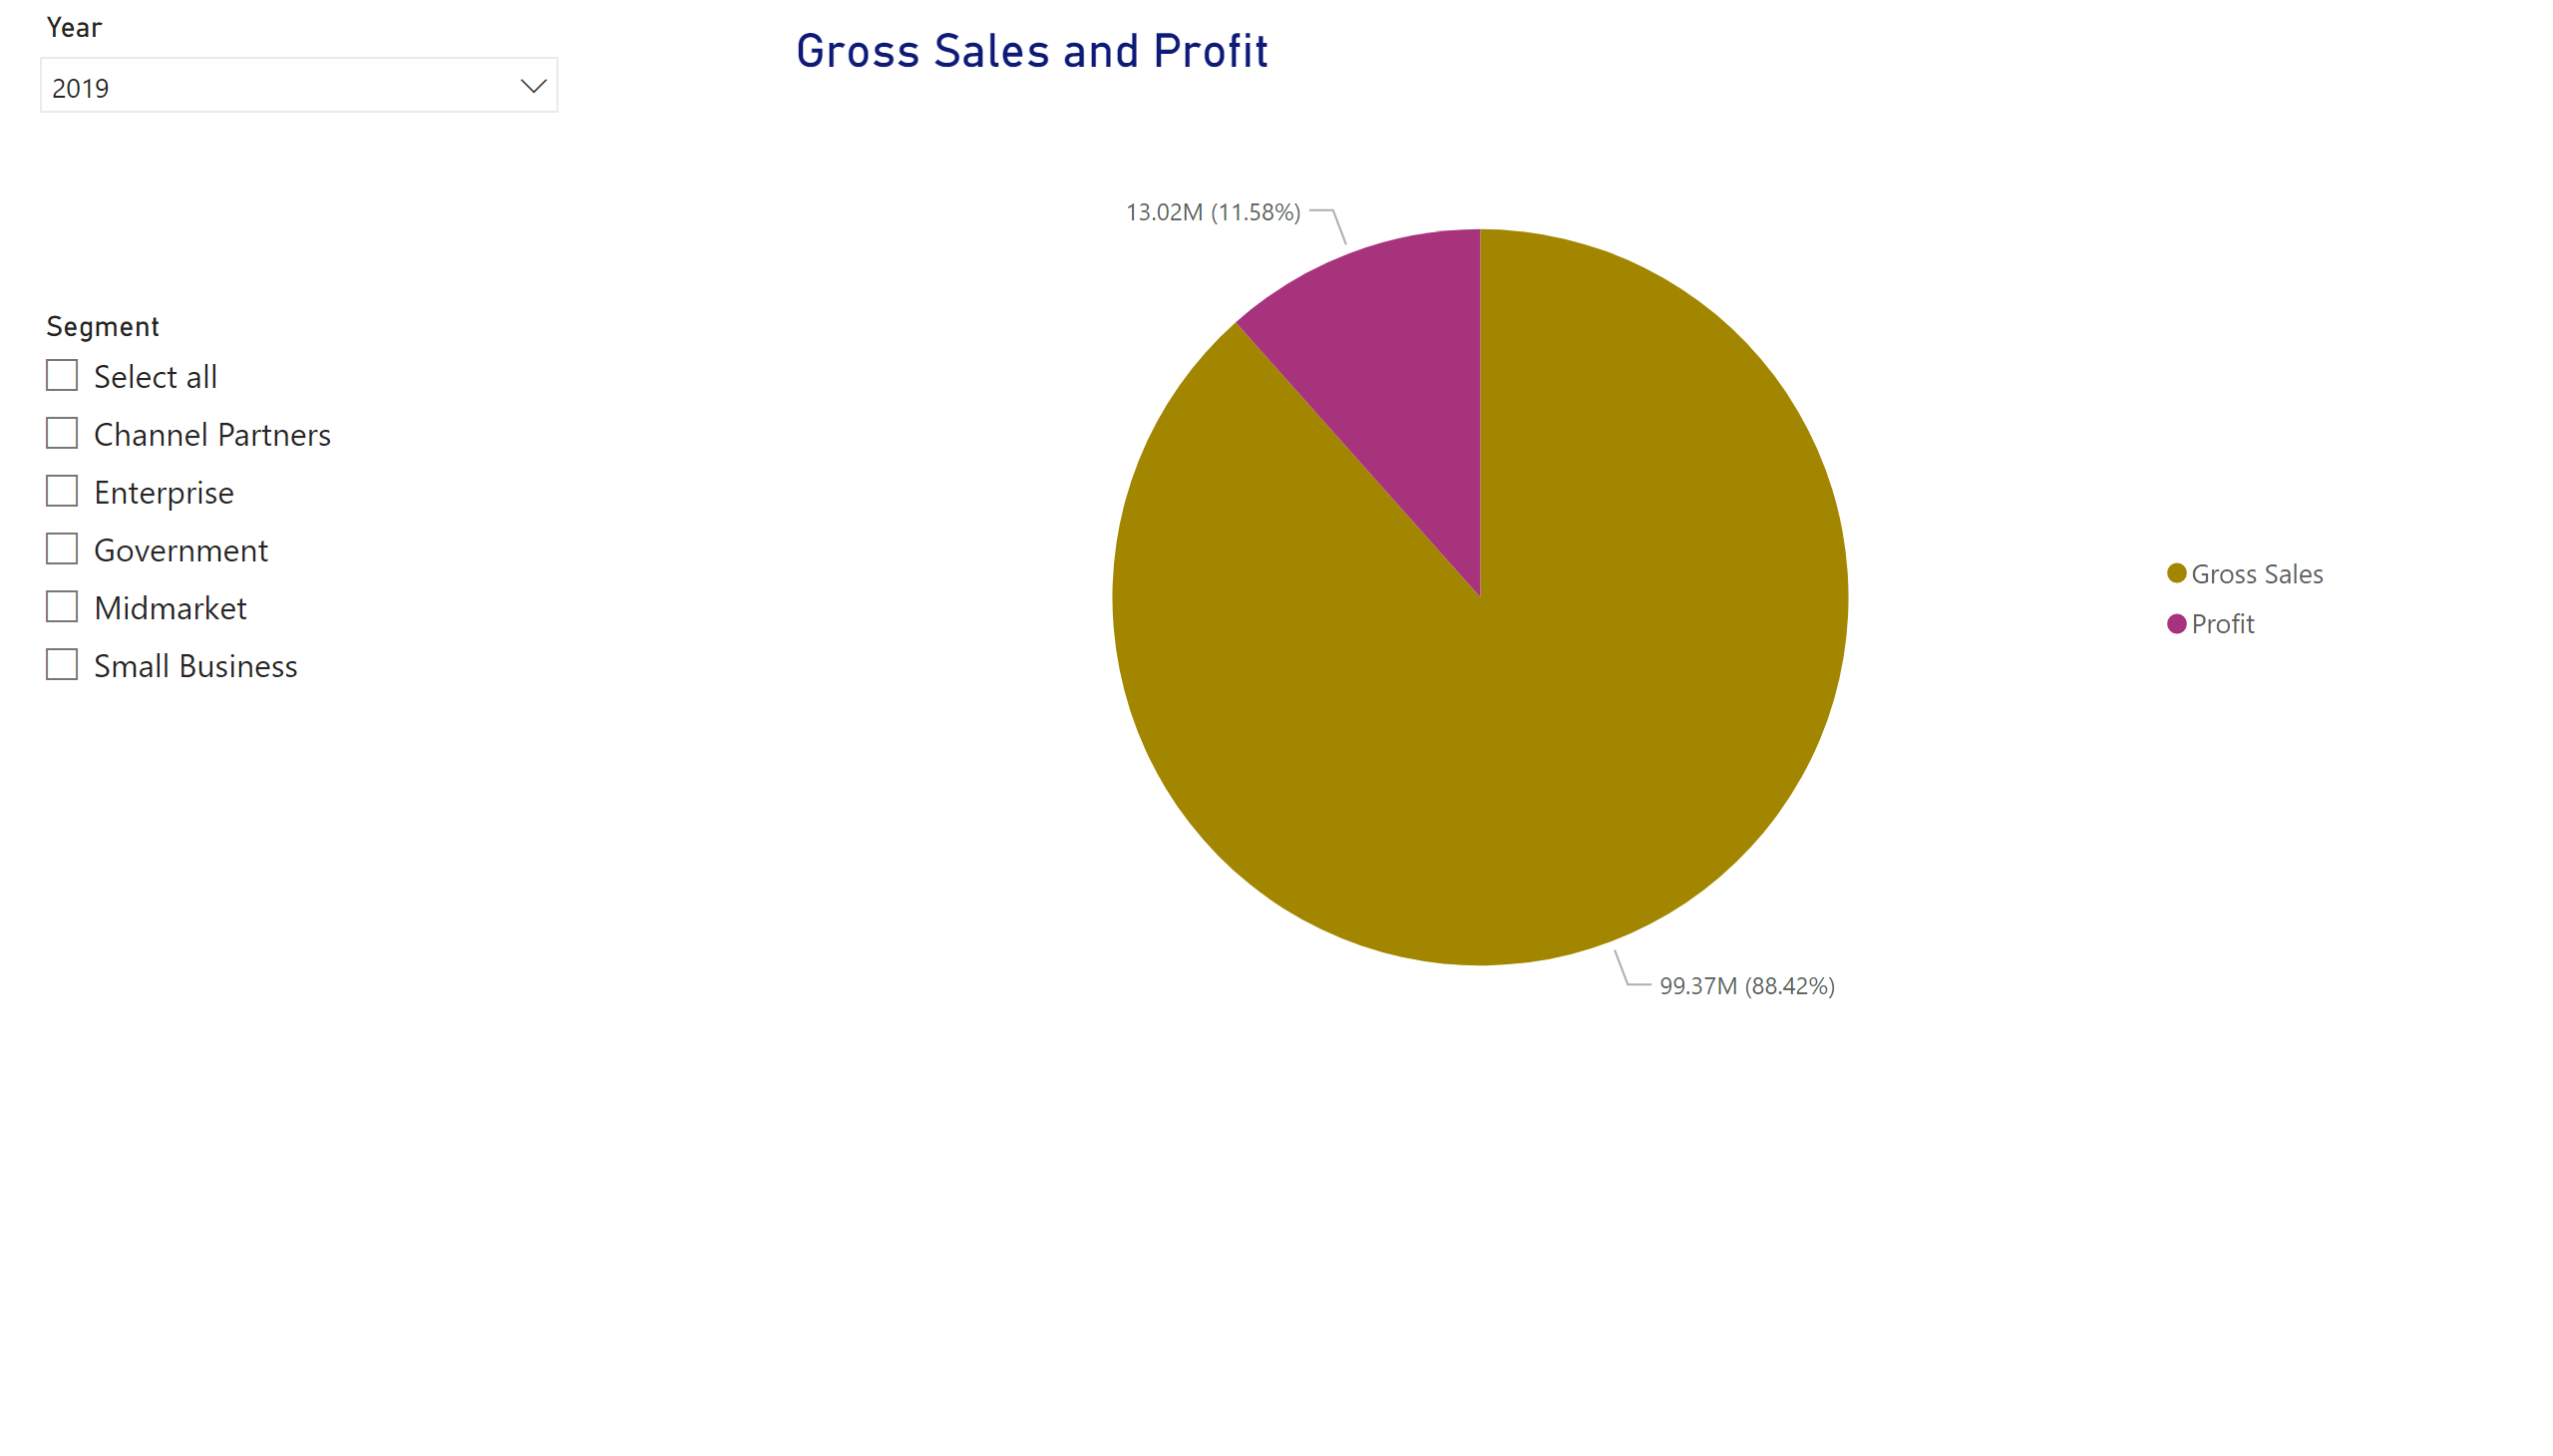 Year
2019
Gross Sales and Profit
Segment
Select all
Channel Partners
Enterprise
Government
Midmarket
Small Business
13.02M (11.58%)
99.37M (88.42%)
Gross Sales
Profit